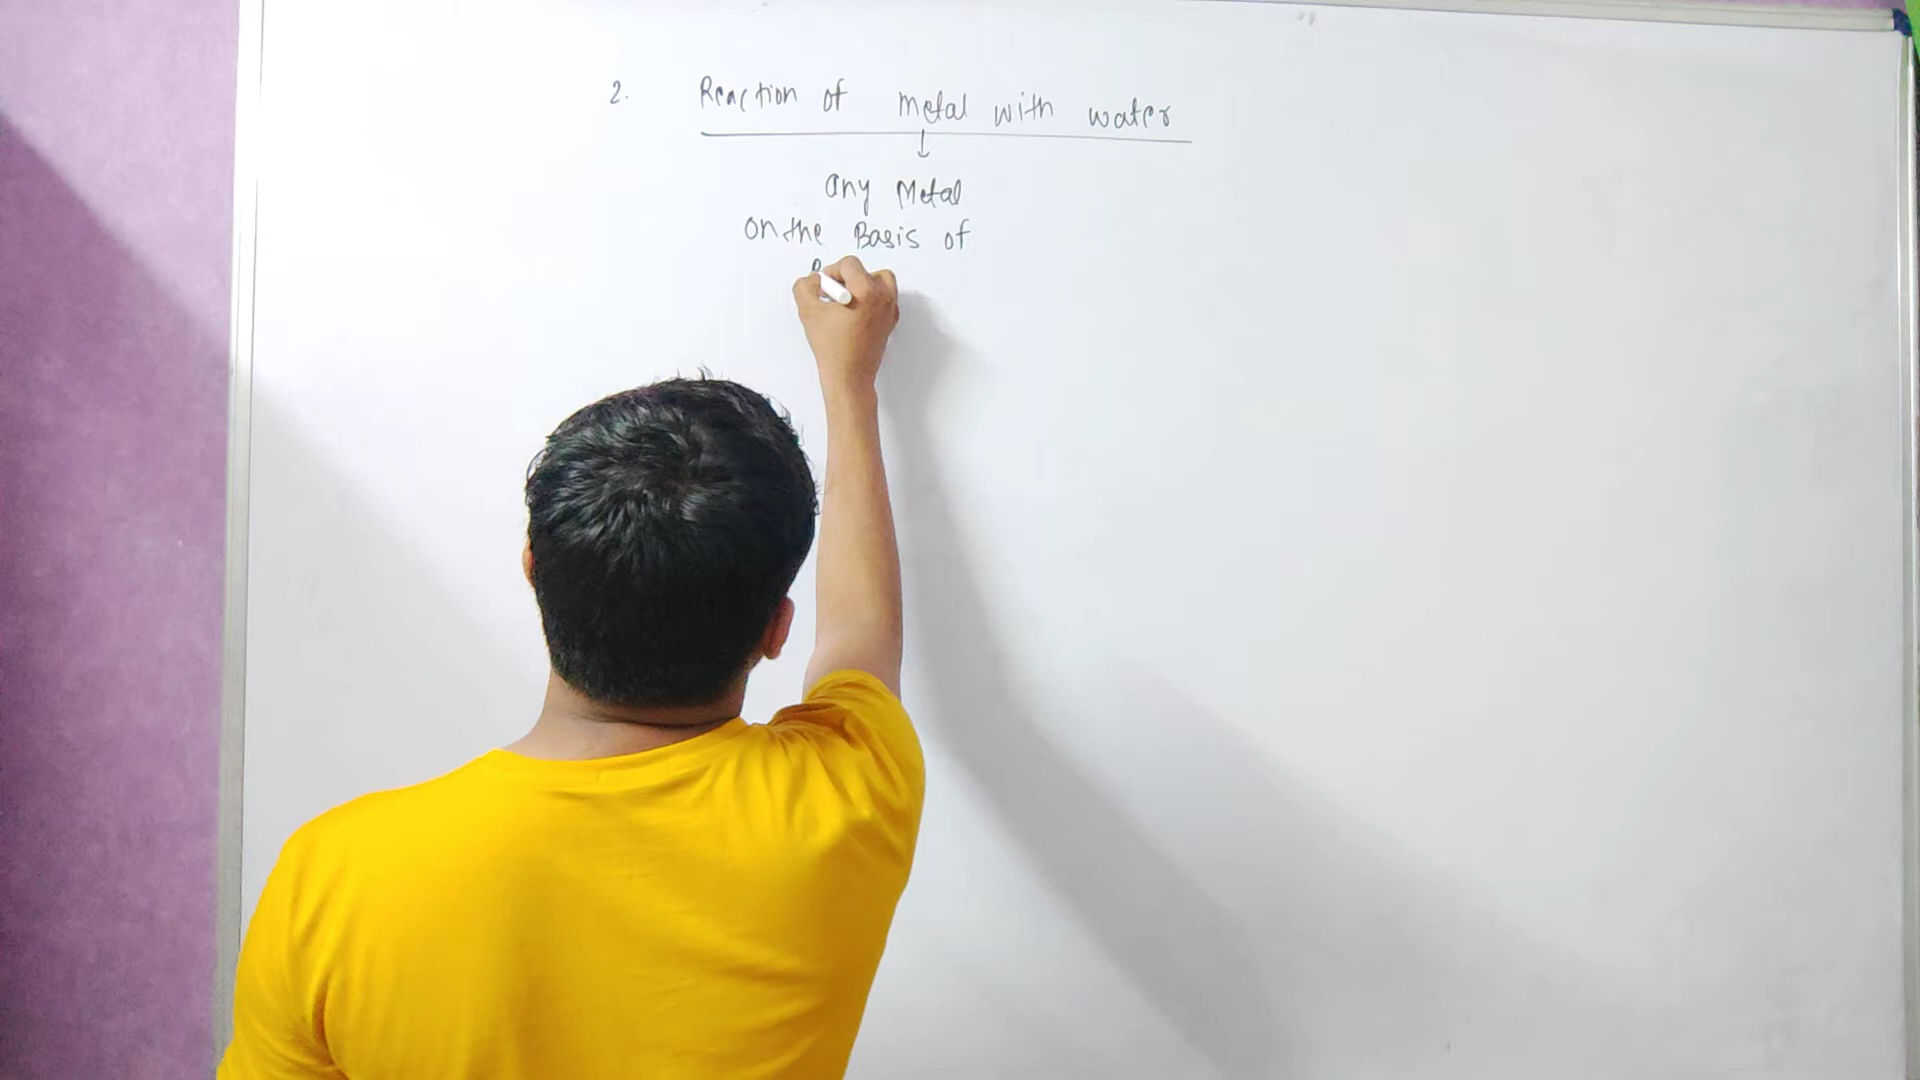 2. Reaction of metal with water
any Metal
on the Basis of